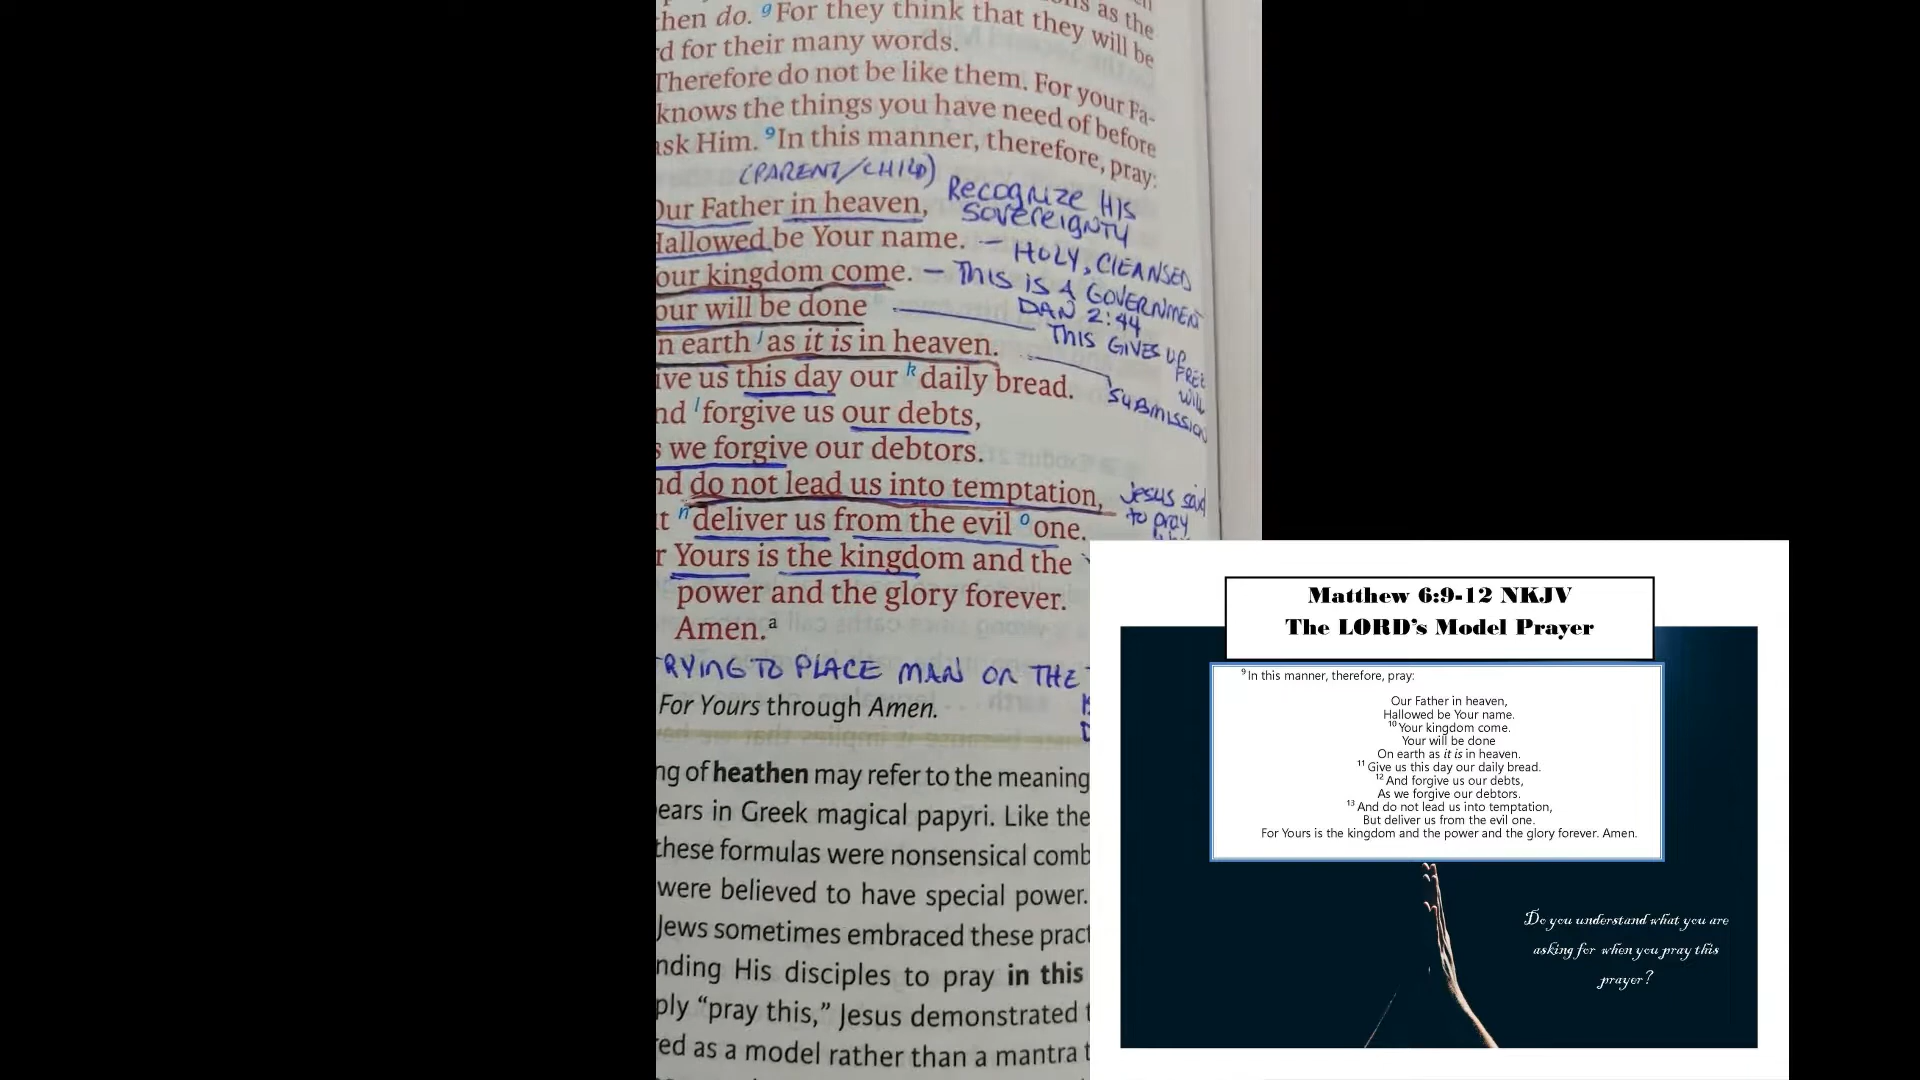 as the
then do. 9 For they think that they will be
d for their many words.
Therefore do not be like them. For your Fa-
knows the things you have need of before
ask Him. 9 In this manner, therefore, pray:
(PARENT/CHILD)
Recognize HIS
SOVEREIGNTY
Our Father in heaven,
Hallowed be Your name. –
HOLY, CLEANSED
our kingdom come. – THIS IS A GOVERNMENT
DAN 2:44
our will be done
THIS GIVES UP
FREE
WILL
n earth j as it is in heaven.
SUBMISSION
ive us this day our k daily bread.
nd l forgive us our debts,
s we forgive our debtors.
nd do not lead us into temptation,
Jesus said
to pray
t n deliver us from the evil o one.
r Yours is the kingdom and the
power and the glory forever.
Amen. a
RYING TO PLACE MAN ON THE
For Yours through Amen.
ng of heathen may refer to the meaning
ears in Greek magical papyri. Like the
these formulas were nonsensical comb
were believed to have special power.
Jews sometimes embraced these pract
nding His disciples to pray in this
ply “pray this,” Jesus demonstrated
ed as a model rather than a mantra t
Matthew 6:9-12 NKJV
The LORD’s Model Prayer
9 In this manner, therefore, pray:
Our Father in heaven,
Hallowed be Your name.
10 Your kingdom come.
Your will be done
On earth as it is in heaven.
11 Give us this day our daily bread.
12 And forgive us our debts,
As we forgive our debtors.
13 And do not lead us into temptation,
But deliver us from the evil one.
For Yours is the kingdom and the power and the glory forever. Amen.
Do you understand what you are
asking for when you pray this
prayer?